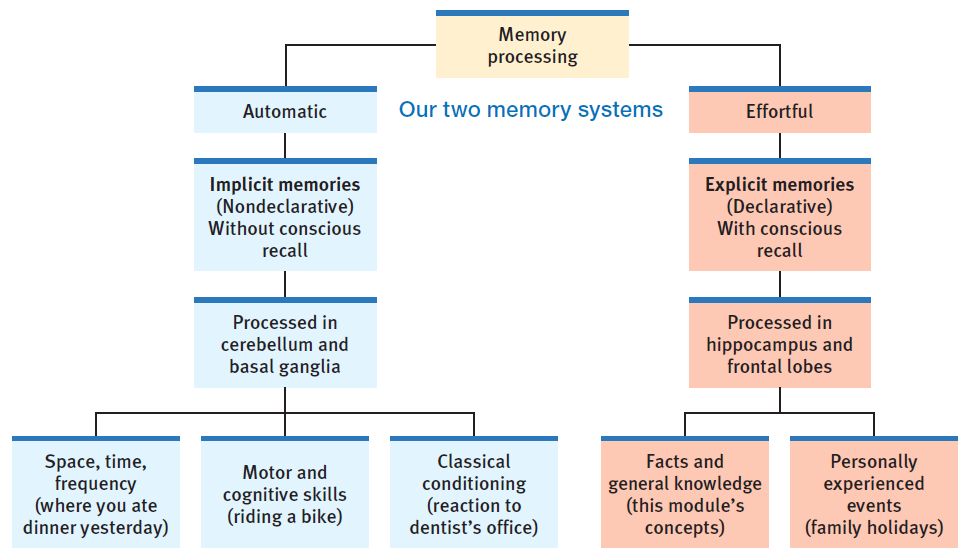 Memory
processing
Automatic
Our two memory systems
Effortful
Implicit memories
(Nondeclarative)
Without conscious
recall
Explicit memories
(Declarative)
With conscious
recall
Processed in
cerebellum and
basal ganglia
Processed in
hippocampus and
frontal lobes
Space, time,
frequency
(where you ate
dinner yesterday)
Motor and
cognitive skills
(riding a bike)
Classical
conditioning
(reaction to
dentist's office)
Facts and
general knowledge
(this module's
concepts)
Personally
experienced
events
(family holidays)